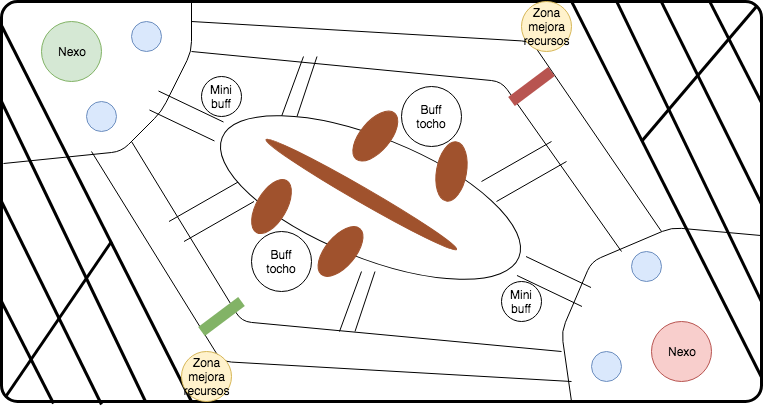 Zona
mejora
recursos
Nexo
Mini
buff
Buff
tocho
Buff
tocho
Mini
buff
Nexo
Zona
mejora
recursos